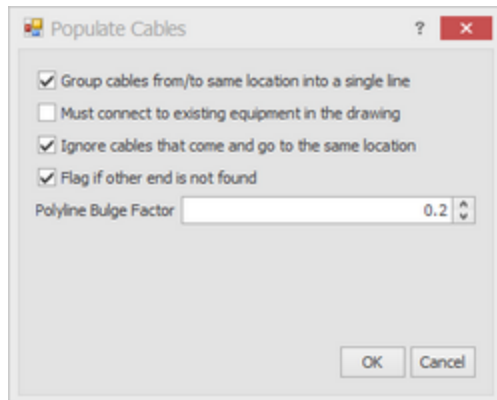 Populate Cables ?
Group cables from/to same location into a single line
Must connect to existing equipment in the drawing
Ignore cables that come and go to the same location
Flag if other end is not found
Polyline Bulge Factor 0.2
OK Cancel